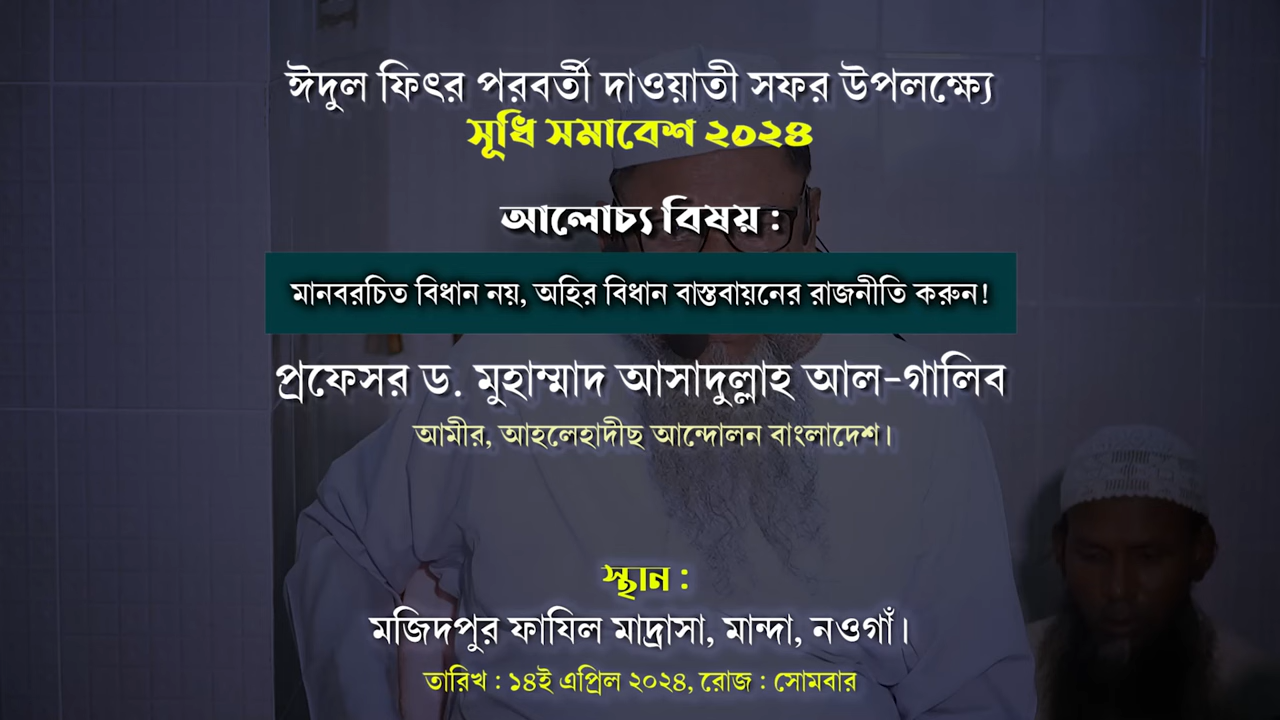 ঈদুল ফিৎর পরবর্তী দাওয়াতী সফর উপলক্ষ্যে
সূধি সমাবেশ ২০২৪
আলোচ্য বিষয় :
মানবরচিত বিধান নয়, অহির বিধান বাস্তবায়নের রাজনীতি করুন!
প্রফেসর ড. মুহাম্মাদ আসাদুল্লাহ আল-গালিব
আমীর, আহলেহাদীছ আন্দোলন বাংলাদেশ।
স্থান :
মজিদপুর ফাযিল মাদ্রাসা, মান্দা, নওগাঁ।
তারিখ : ১৪ই এপ্রিল ২০২৪, রোজ : সোমবার